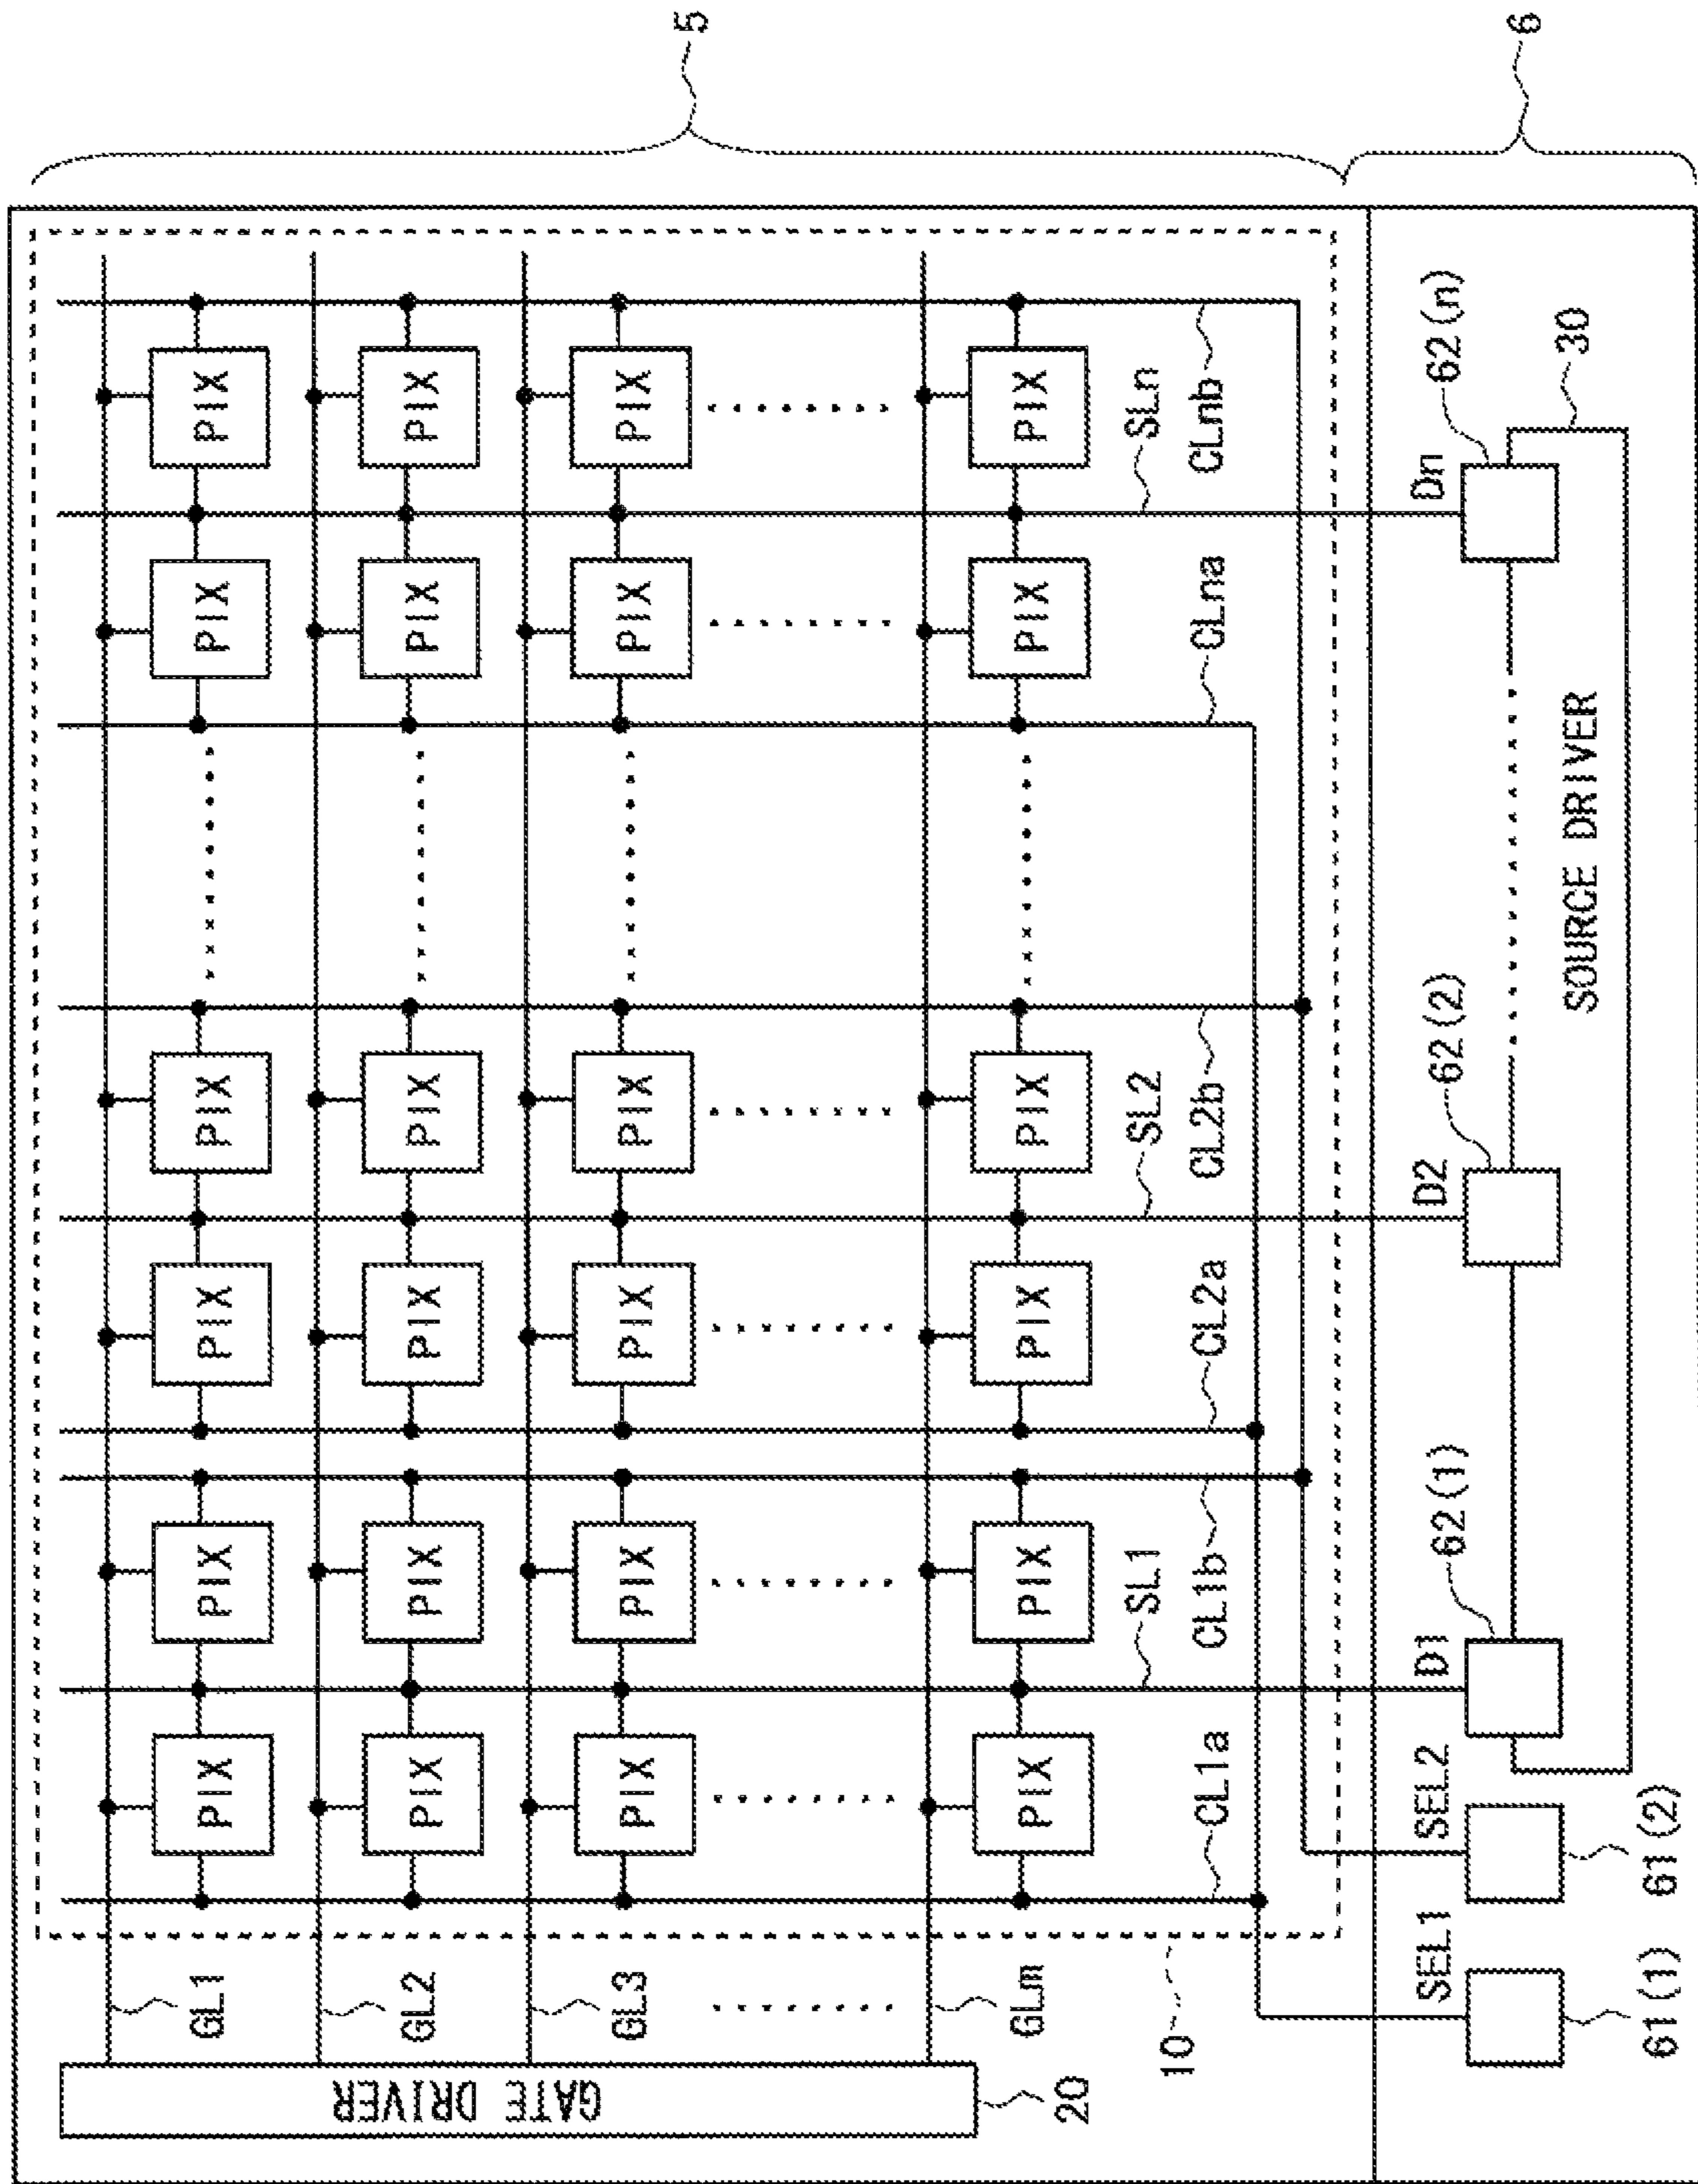 GATE DRIVER
20
GL1
GL2
GL3
GLm
10
PIX PIX PIX PIX PIX PIX
PIX PIX PIX PIX PIX PIX
PIX PIX PIX PIX PIX PIX
PIX PIX PIX PIX PIX PIX
SL1 SL2 SLn
CL1a CL1b CL2a CL2b CLna CLnb
5
SEL1 SEL2 D1 D2 Dn
62(1) 62(2) 62(n)
30
SOURCE DRIVER
61(1) 61(2)
6